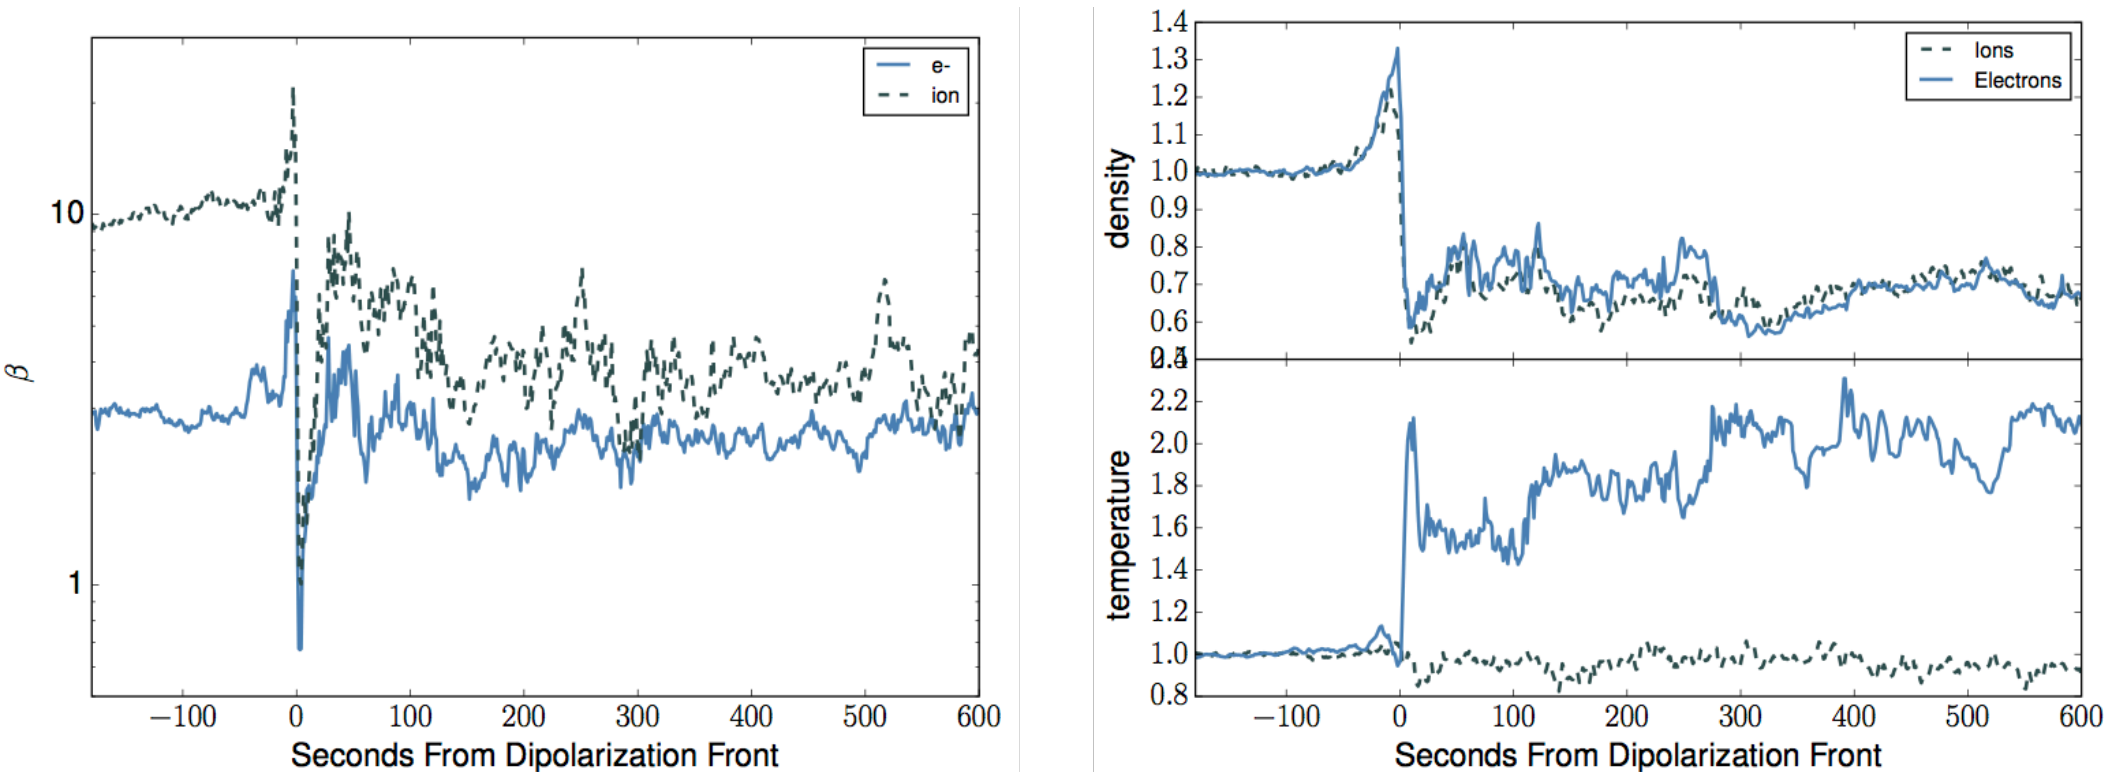 e-
ion
10
1
β
−100 0 100 200 300 400 500 600
Seconds From Dipolarization Front
1.4
1.3
1.2
1.1
1.0
0.9
0.8
0.7
0.6
density
Ions
Electrons
2.2
2.0
1.8
1.6
1.4
1.2
1.0
0.8
temperature
−100 0 100 200 300 400 500 600
Seconds From Dipolarization Front